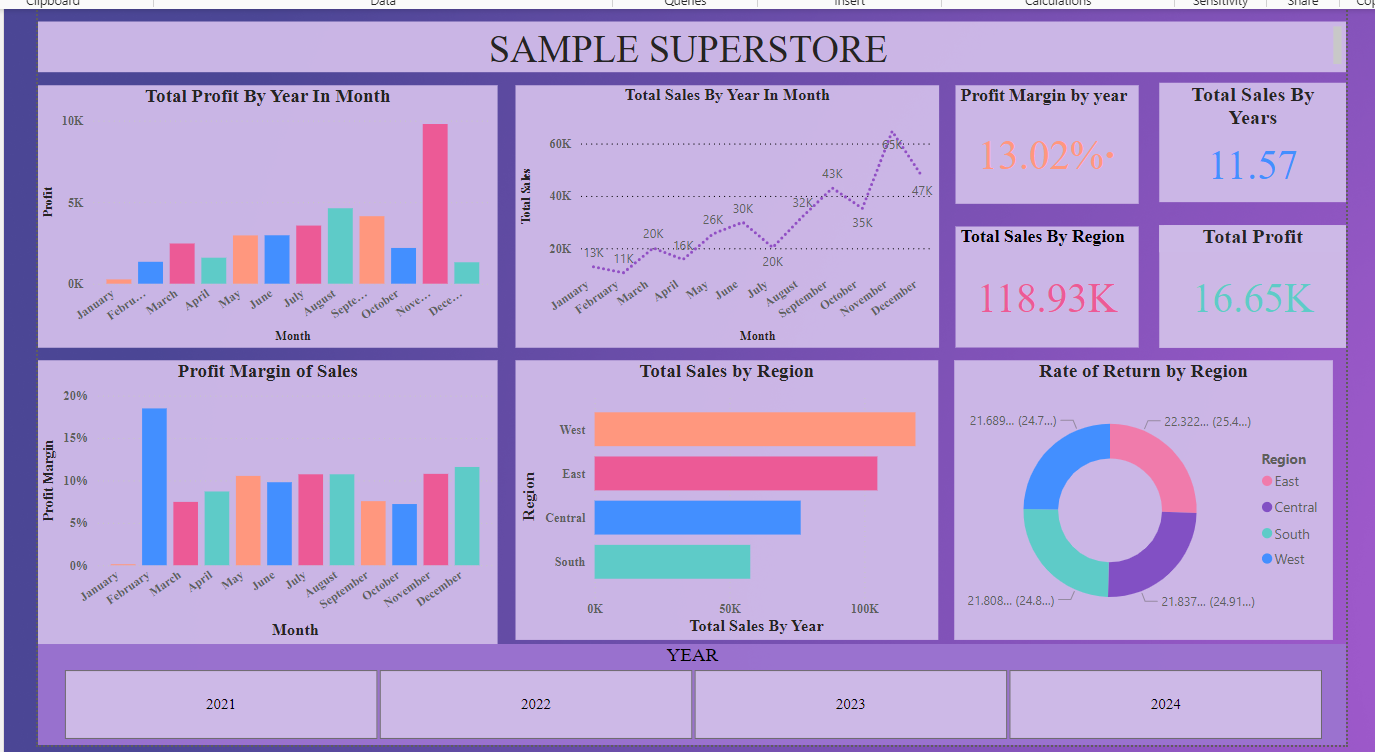 Clipboard Data Queries Insert Calculations Sensitivity Share
SAMPLE SUPERSTORE
Total Profit By Year In Month
10K
5K
0K
Profit
January Febru... March April May June July August Septe... October Nove... Dece...
Month
Total Sales By Year In Month
60K
40K
20K
Total Sales
13K 11K 20K 16K 26K 30K 20K 32K 43K 35K 65K 47K
January February March April May June July August September October November December
Month
Profit Margin by year
13.02%
Total Sales By
Years
11.57
Total Sales By Region
118.93K
Total Profit
16.65K
Profit Margin of Sales
20%
15%
10%
5%
0%
Profit Margin
January February March April May June July August September October November December
Month
Total Sales by Region
Region
West
East
Central
South
0K 50K 100K
Total Sales By Year
Rate of Return by Region
21.689... (24.7...)
22.322... (25.4...)
21.808... (24.8...)
21.837... (24.91...)
Region
East
Central
South
West
YEAR
2021 2022 2023 2024